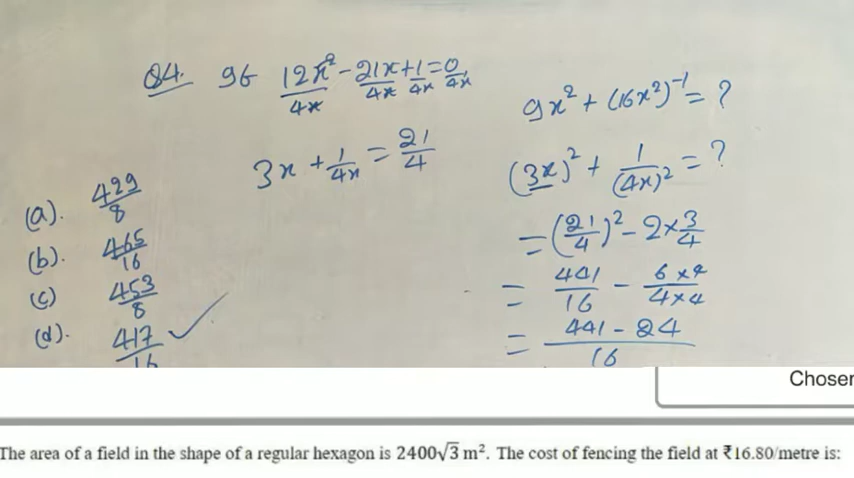 Q4. 96 12x²/4x - 21x/4x + 1/4x = 0/4x
3x + 1/4x = 21/4
(a). 429/8
(b). 465/16
(c) 453/8
(d). 417/16 ✓
9x² + (16x²)⁻¹ = ?
(3x)² + 1/(4x)² = ?
= (21/4)² - 2×3/4
= 441/16 - 6×4/4×4
= 441 - 24/16
Chosen
The area of a field in the shape of a regular hexagon is 2400√3 m². The cost of fencing the field at ₹16.80/metre is: